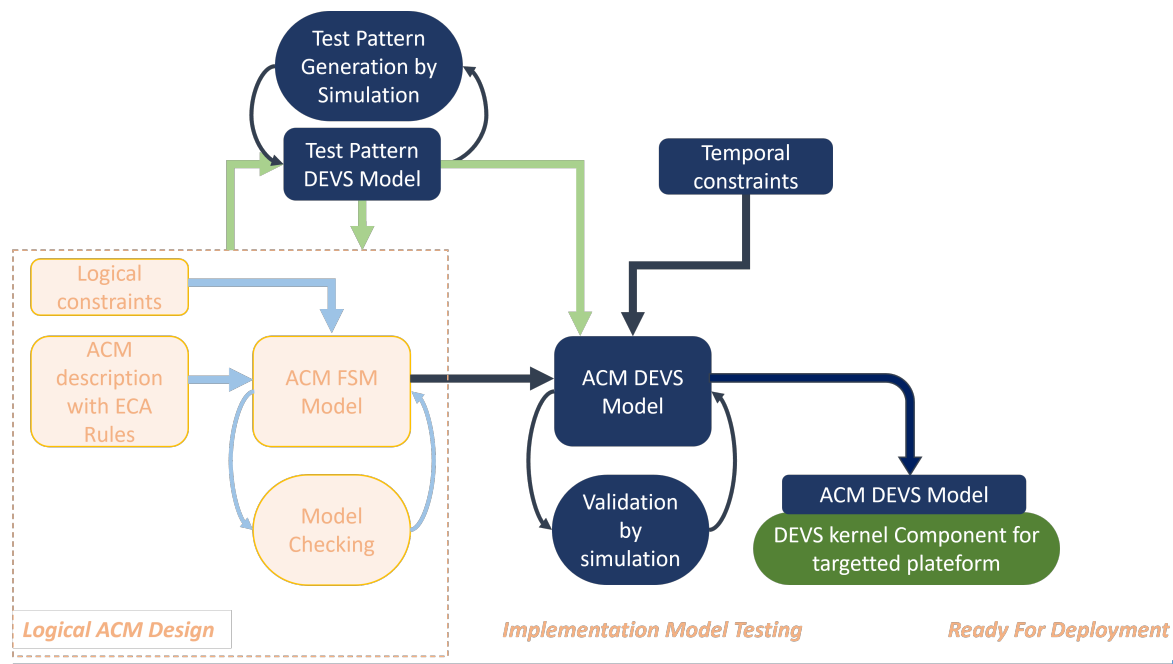 Test Pattern
Generation by
Simulation
Test Pattern
DEVS Model
Temporal
constraints
Logical
constraints
ACM
description
with ECA
Rules
ACM FSM
Model
ACM DEVS
Model
Model
Checking
Validation
by
simulation
ACM DEVS Model
DEVS kernel Component for
targetted plateform
Logical ACM Design
Implementation Model Testing
Ready For Deployment